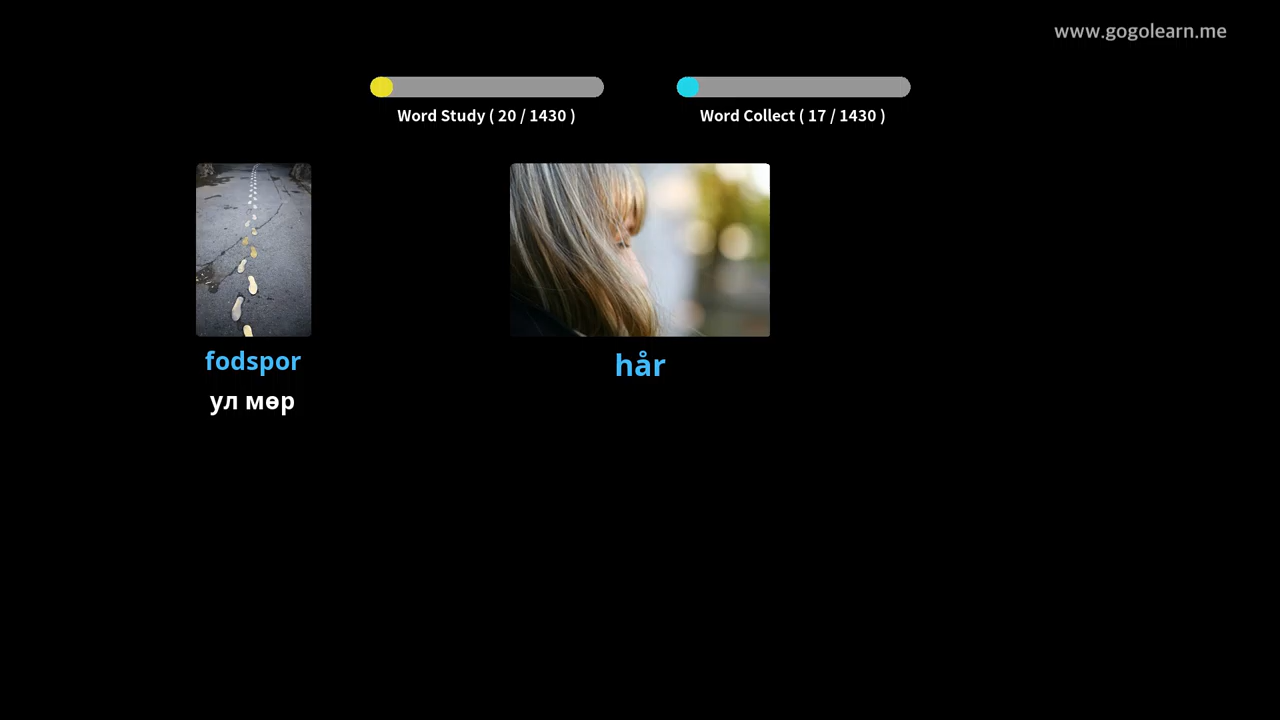 www.gogolearn.me
Word Study ( 20 / 1430 )
Word Collect ( 17 / 1430 )
fodspor
ул мөр
hår